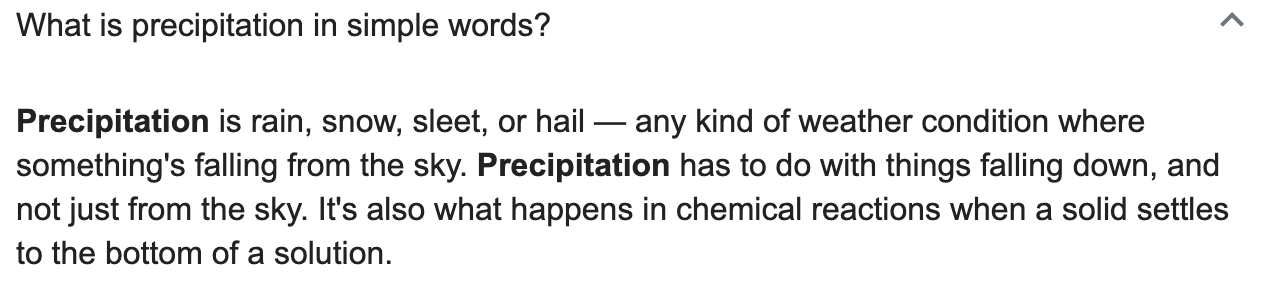 What is precipitation in simple words?
Precipitation is rain, snow, sleet, or hail — any kind of weather condition where
something's falling from the sky. Precipitation has to do with things falling down, and
not just from the sky. It's also what happens in chemical reactions when a solid settles
to the bottom of a solution.